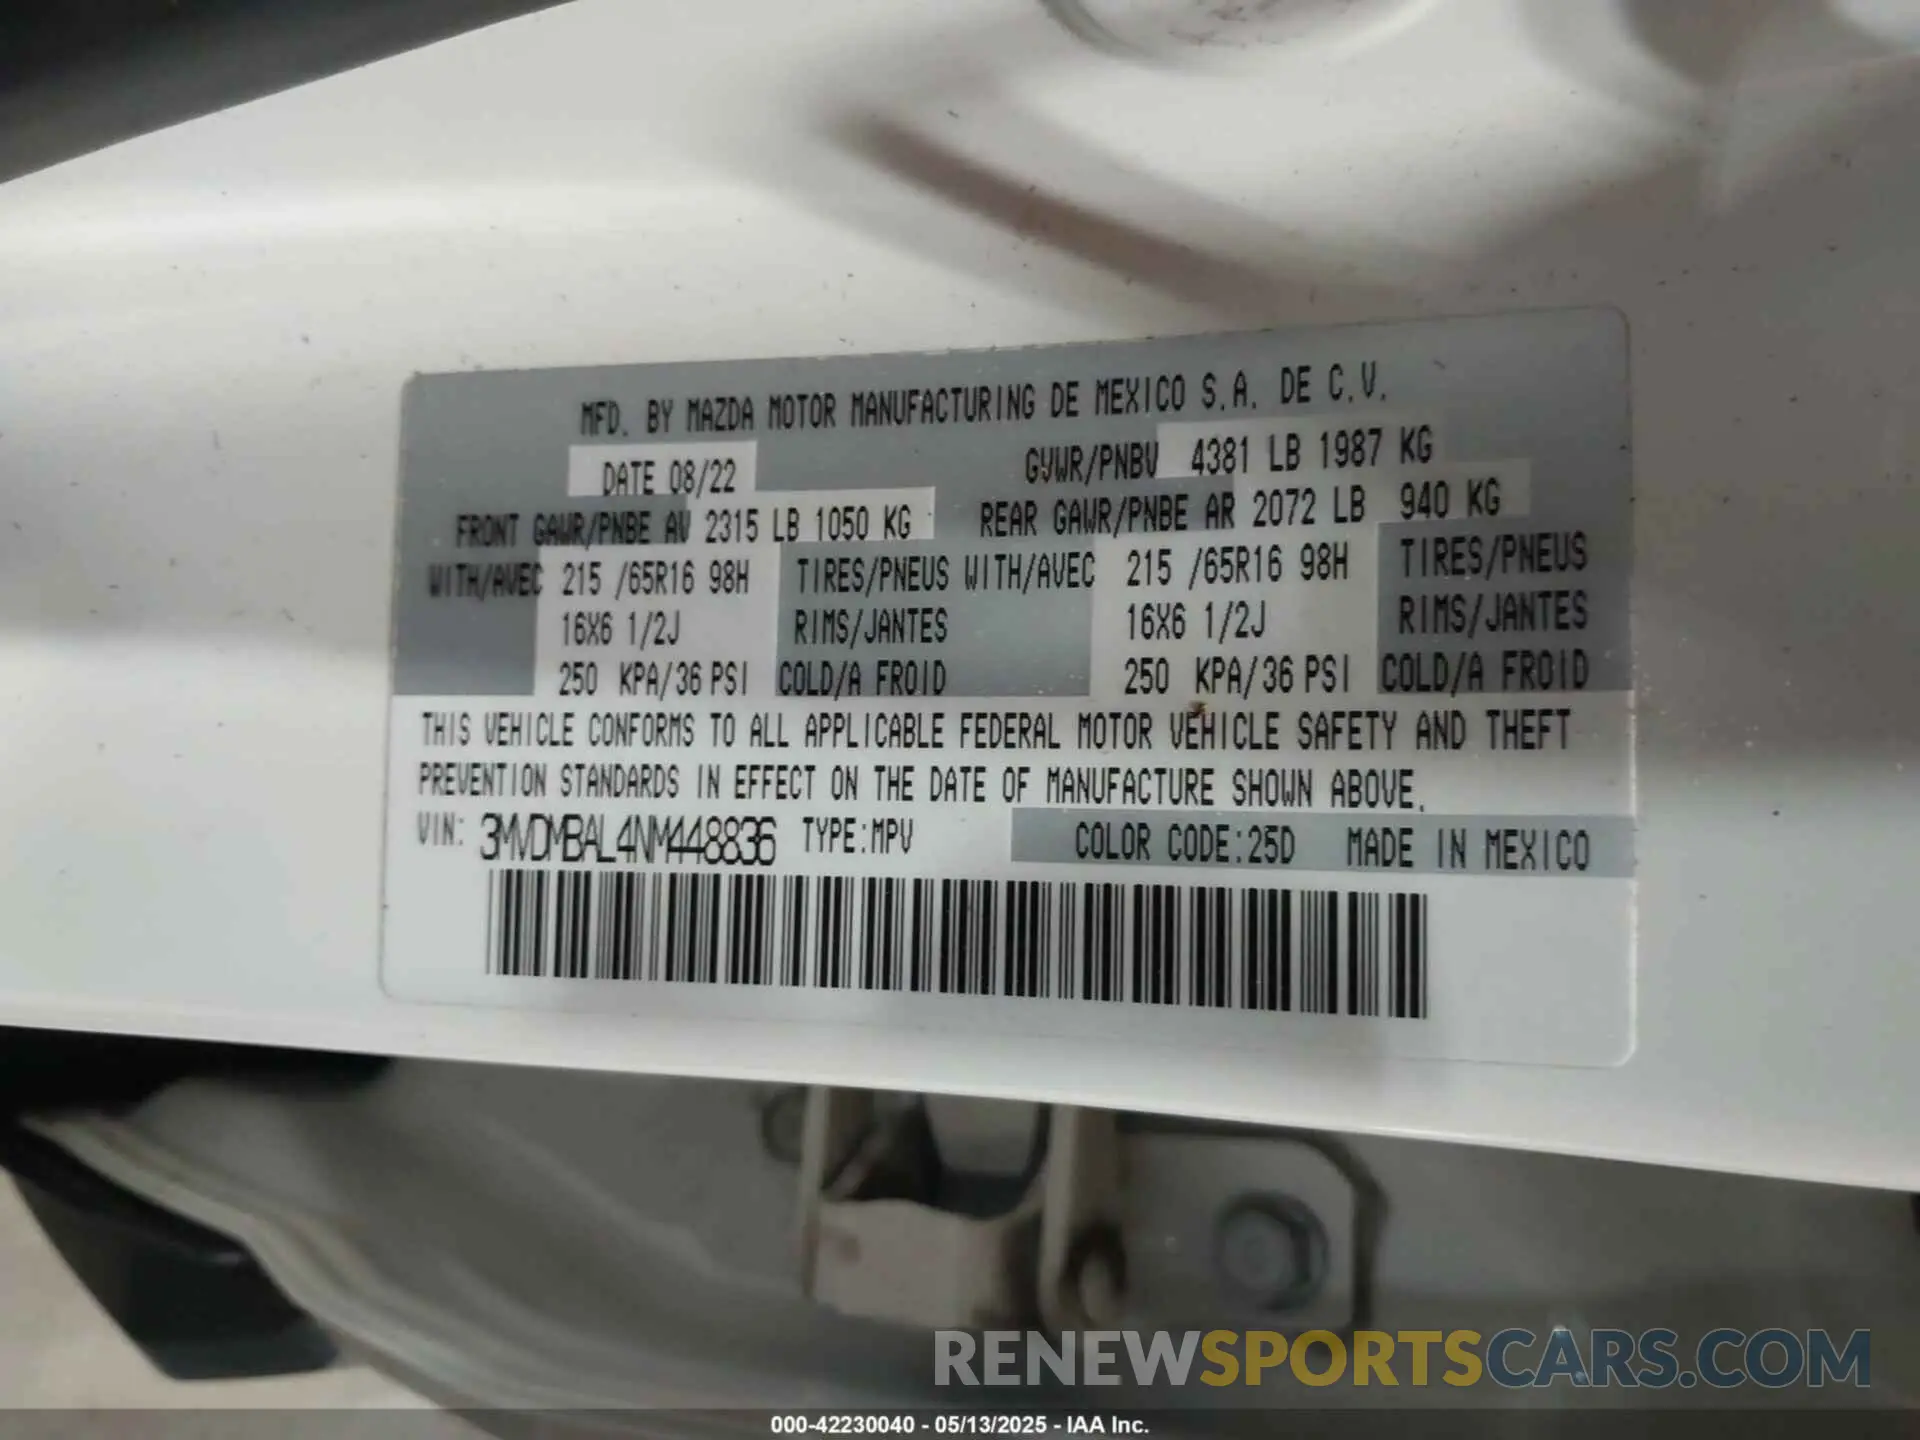 MFD. BY MAZDA MOTOR MANUFACTURING DE MEXICO S.A. DE C.V.
DATE 08/22 GVWR/PNBV 4381 LB 1987 KG
FRONT GAWR/PNBE AV 2315 LB 1050 KG REAR GAWR/PNBE AR 2072 LB 940 KG
WITH/AVEC 215 /65R16 98H TIRES/PNEUS WITH/AVEC 215 /65R16 98H TIRES/PNEUS
16X6 1/2J RIMS/JANTES 16X6 1/2J RIMS/JANTES
250 KPA/36 PSI COLD/A FROID 250 KPA/36 PSI COLD/A FROID
THIS VEHICLE CONFORMS TO ALL APPLICABLE FEDERAL MOTOR VEHICLE SAFETY AND THEFT
PREVENTION STANDARDS IN EFFECT ON THE DATE OF MANUFACTURE SHOWN ABOVE.
VIN: 3MVDMBAL4NM448836 TYPE:MPV COLOR CODE:25D MADE IN MEXICO
RENEWSPORTSCARS.COM
000-42230040 - 05/13/2025 - IAA Inc.